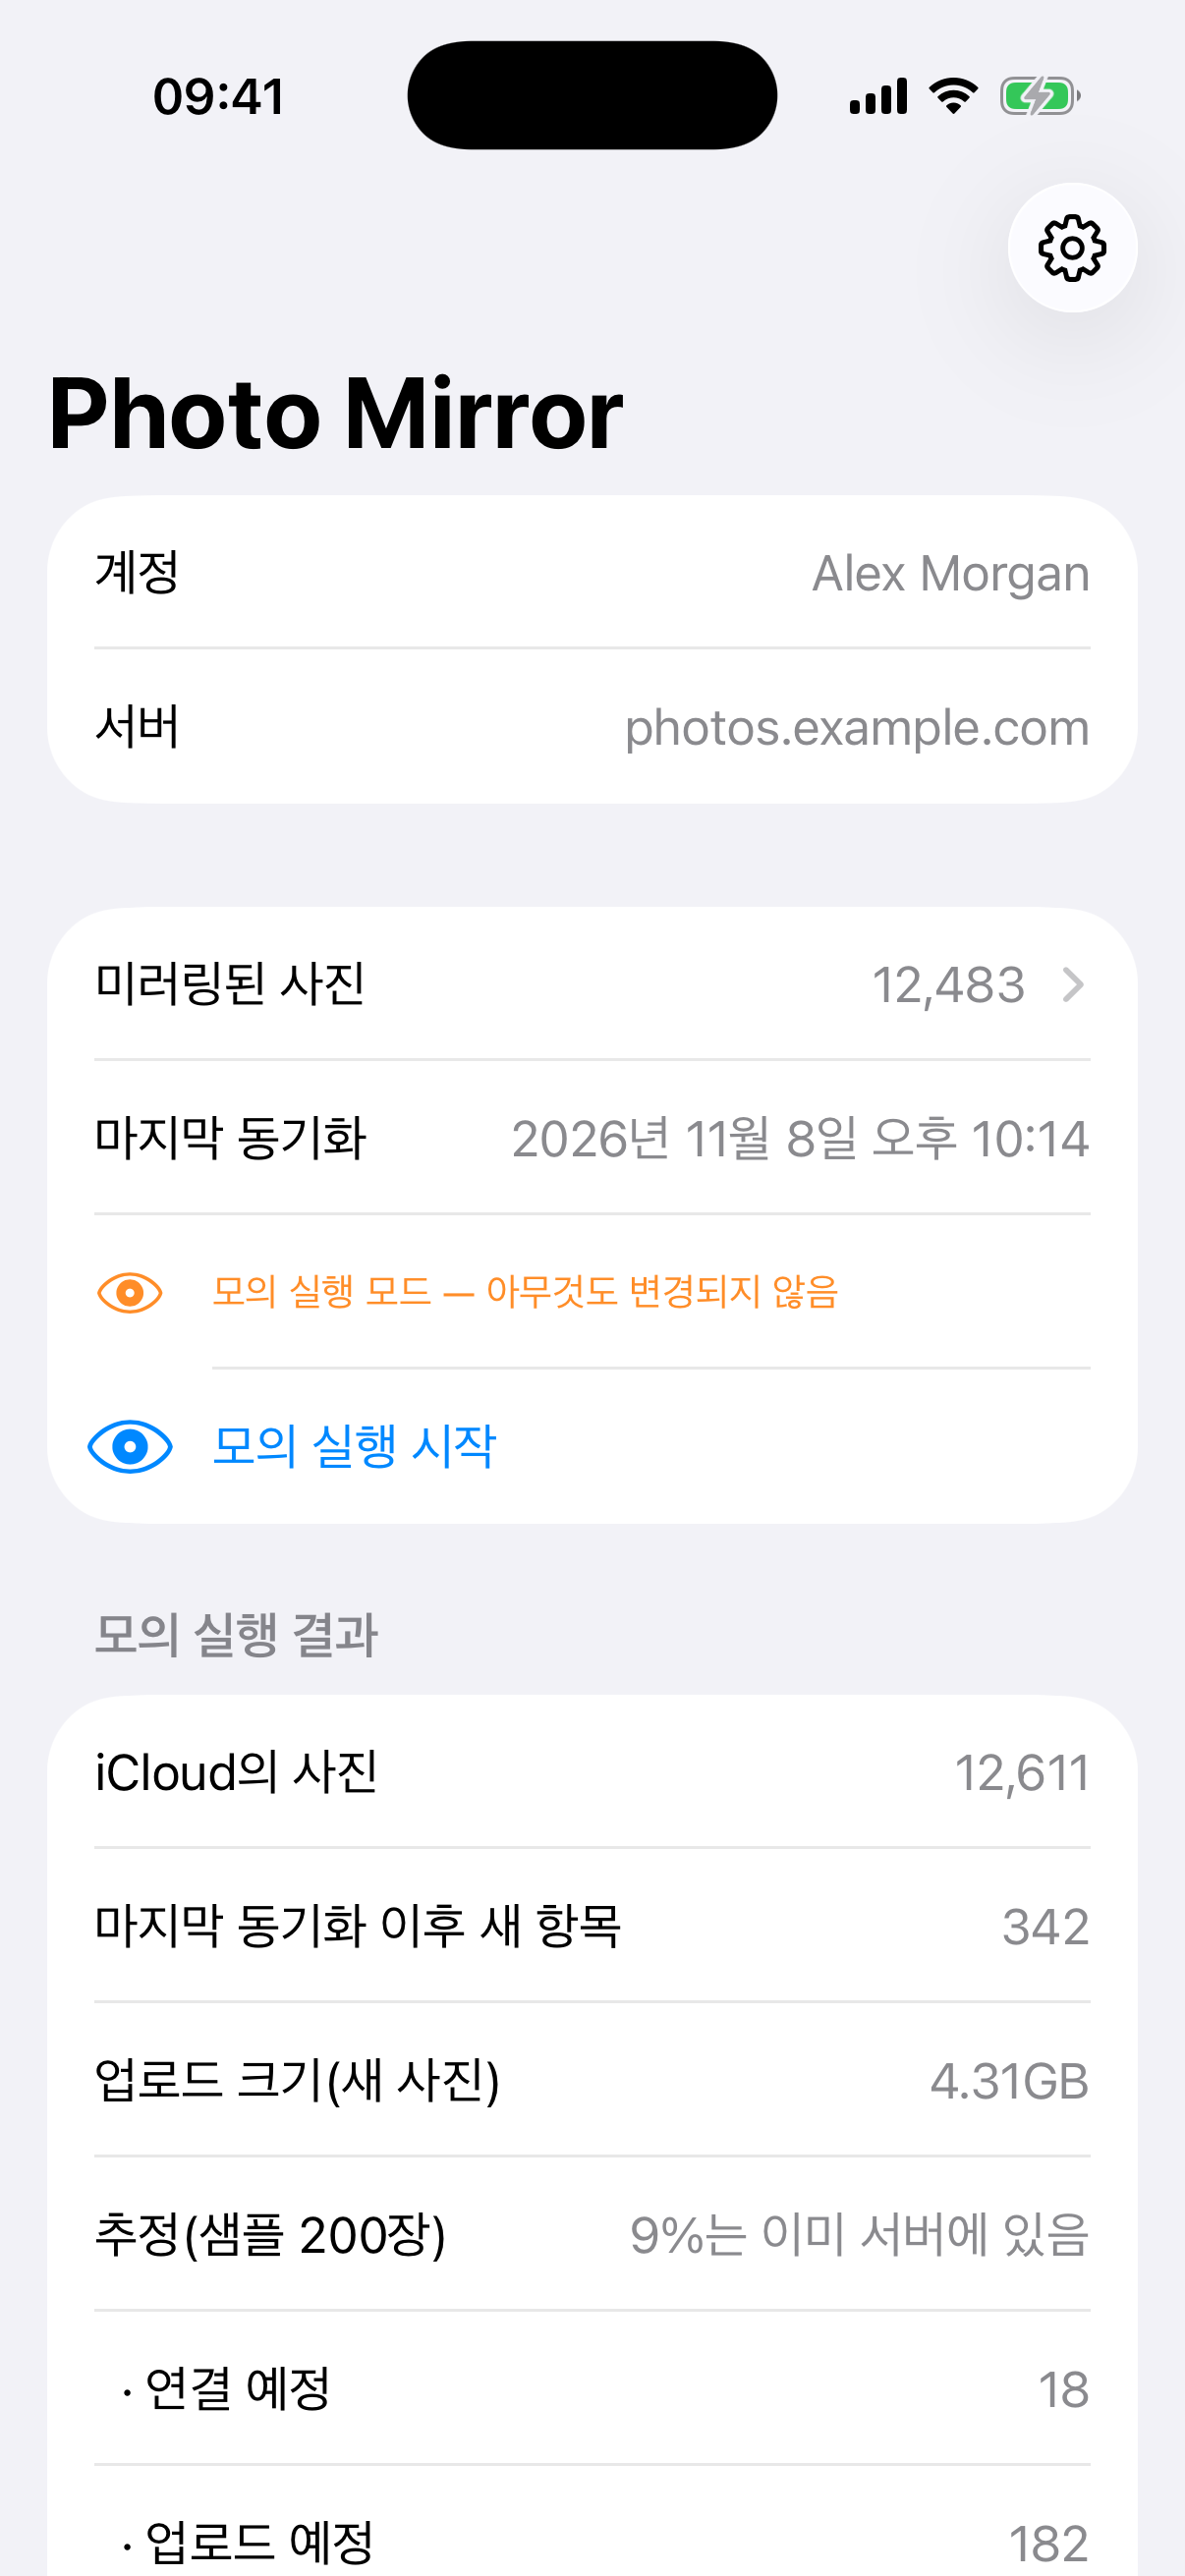 09:41
Photo Mirror
계정 Alex Morgan
서버 photos.example.com
미러링된 사진 12,483
마지막 동기화 2026년 11월 8일 오후 10:14
모의 실행 모드 — 아무것도 변경되지 않음
모의 실행 시작
모의 실행 결과
iCloud의 사진 12,611
마지막 동기화 이후 새 항목 342
업로드 크기(새 사진) 4.31GB
추정(샘플 200장) 9%는 이미 서버에 있음
· 연결 예정 18
· 업로드 예정 182